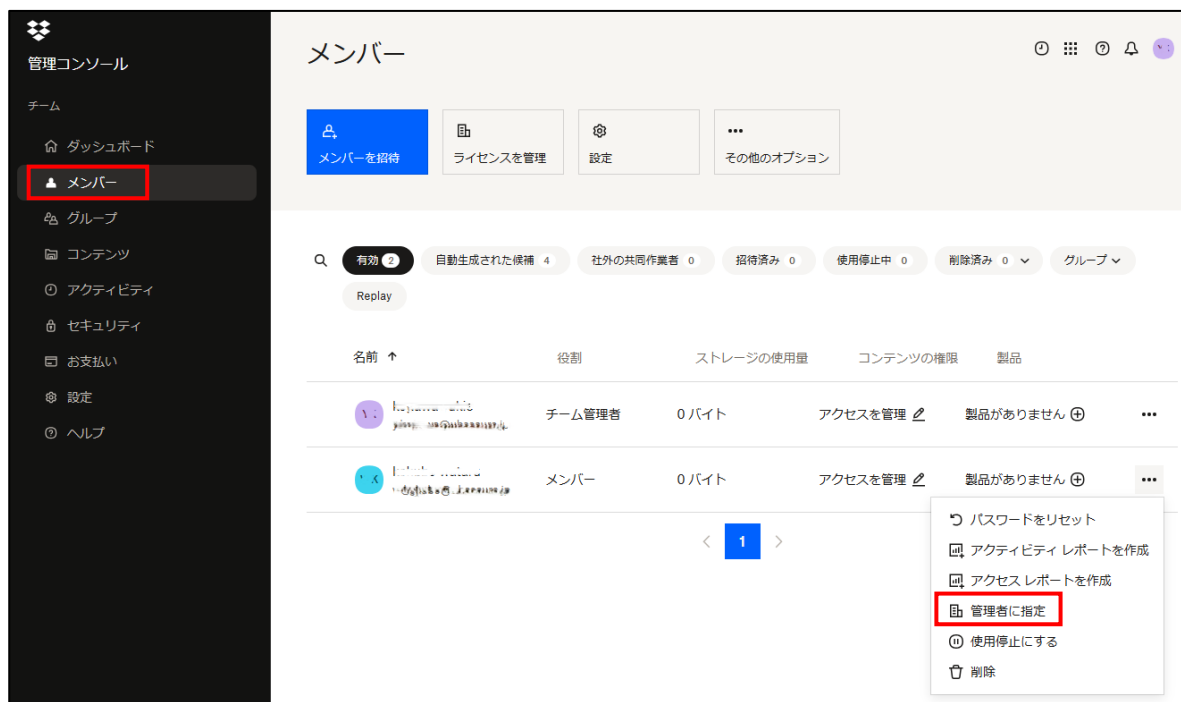 管理コンソール
チーム
ダッシュボード
メンバー
グループ
コンテンツ
アクティビティ
セキュリティ
お支払い
設定
ヘルプ
メンバー
メンバーを招待
ライセンスを管理
設定
その他のオプション
有効 2 自動生成された候補 4 社外の共同作業者 0 招待済み 0 使用停止中 0 削除済み 0 グループ
Replay
名前 役割 ストレージの使用量 コンテンツの権限 製品
チーム管理者 0 バイト アクセスを管理 製品がありません
メンバー 0 バイト アクセスを管理 製品がありません
1
パスワードをリセット
アクティビティ レポートを作成
アクセス レポートを作成
管理者に指定
使用停止にする
削除